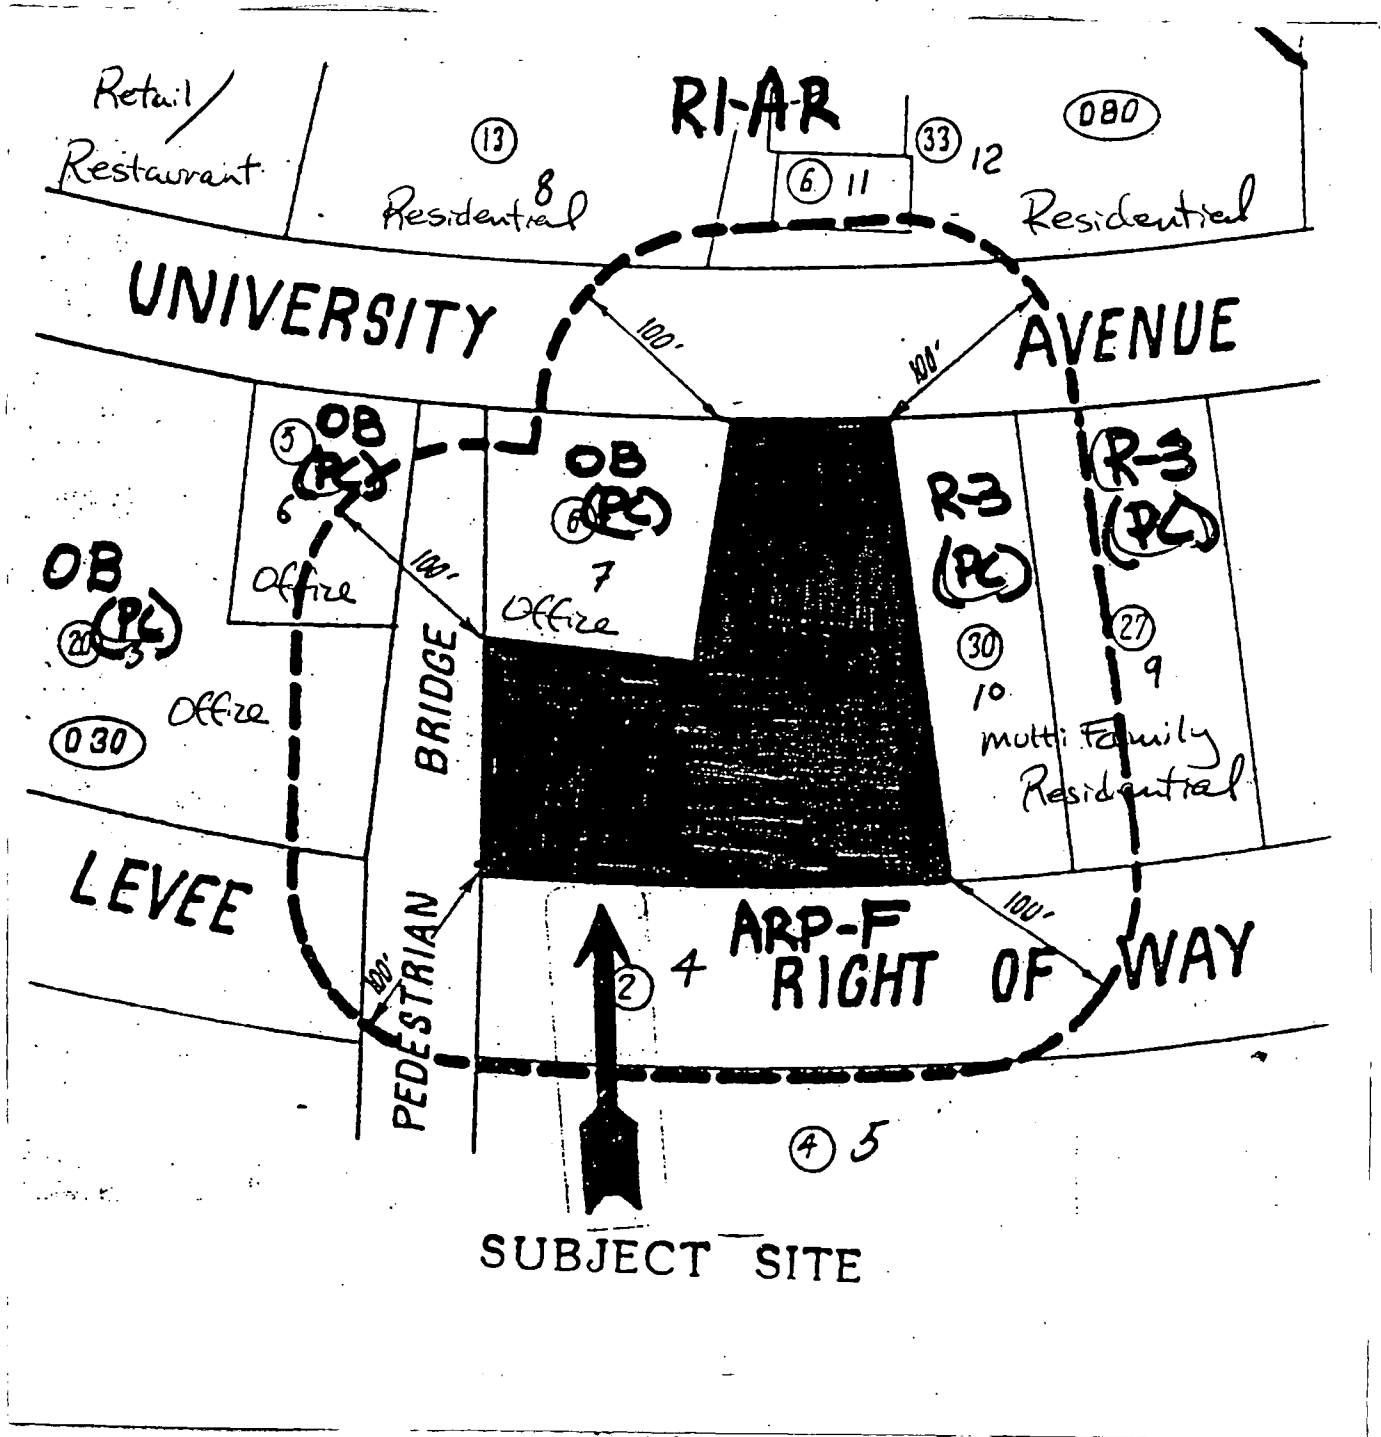 Retail/
Restaurant
13
8
Residential
R1-A-R
6 11
33 12
080
Residential
UNIVERSITY AVENUE
100'
100'
5
OB
(PC)
6
Office
OB
6 (PC)
7
Office
R-3
(PC)
30
10
R-3
(PC)
27
9
Multi Family
Residential
OB
(PC)
20
3
Office
030
100'
PEDESTRIAN BRIDGE
LEVEE
ARP-F
RIGHT OF WAY
2 4
100'
100'
4 5
SUBJECT SITE